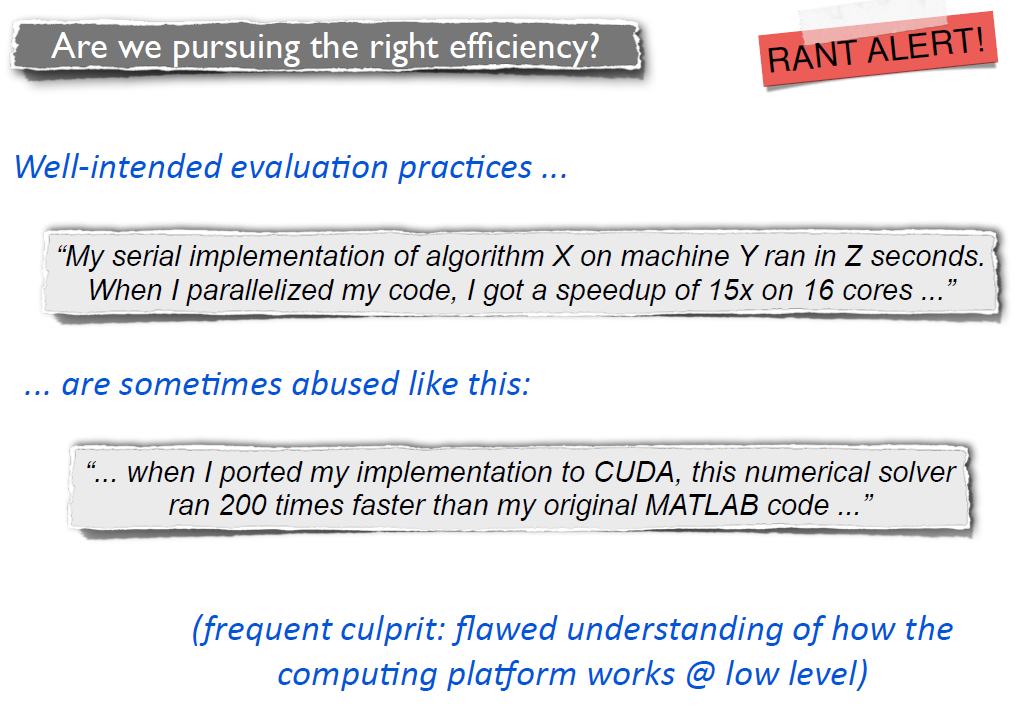 Are we pursuing the right efficiency?
RANT ALERT!
Well-intended evaluation practices ...
“My serial implementation of algorithm X on machine Y ran in Z seconds.
When I parallelized my code, I got a speedup of 15x on 16 cores ...”
... are sometimes abused like this:
“... when I ported my implementation to CUDA, this numerical solver
ran 200 times faster than my original MATLAB code ...”
(frequent culprit: flawed understanding of how the
computing platform works @ low level)